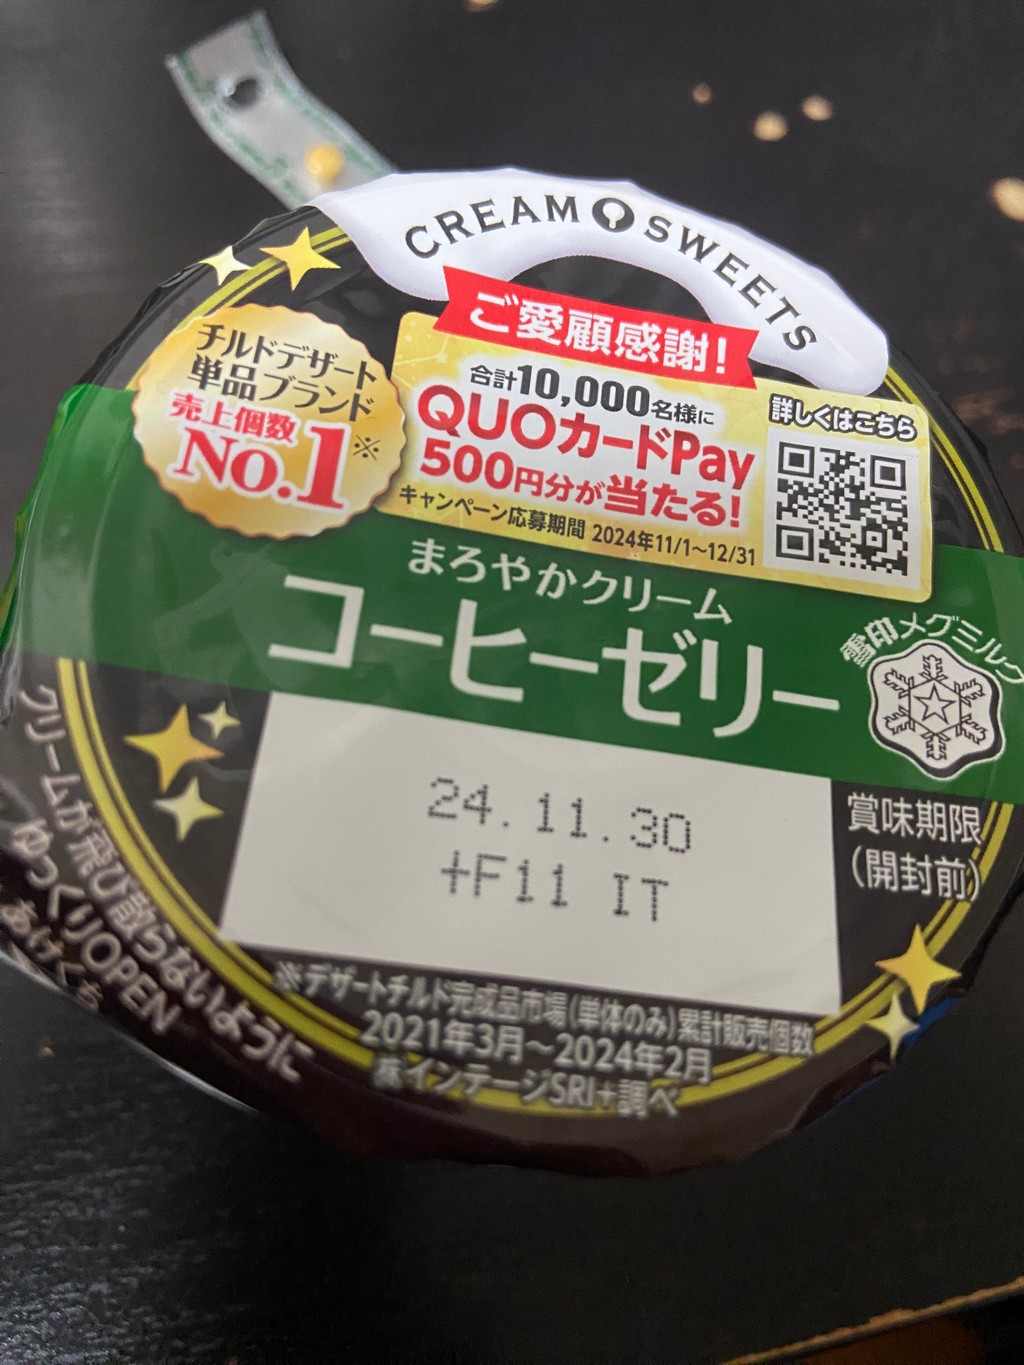 CREAM SWEETS
ご愛顧感謝!
チルドデザート
単品ブランド
売上個数
No.1※
合計10,000名様に
QUOカードPay
500円分が当たる!
キャンペーン応募期間 2024年11/1~12/31
詳しくはこちら
まろやかクリーム
コーヒーゼリー
雪印メグミルク
24.11.30
+F11 IT
賞味期限
(開封前)
クリームが飛び散らないように
ゆっくりOPEN
あけくち
※デザートチルド完成品市場(単体のみ)累計販売個数
2021年3月~2024年2月
㈱インテージSRI+調べ